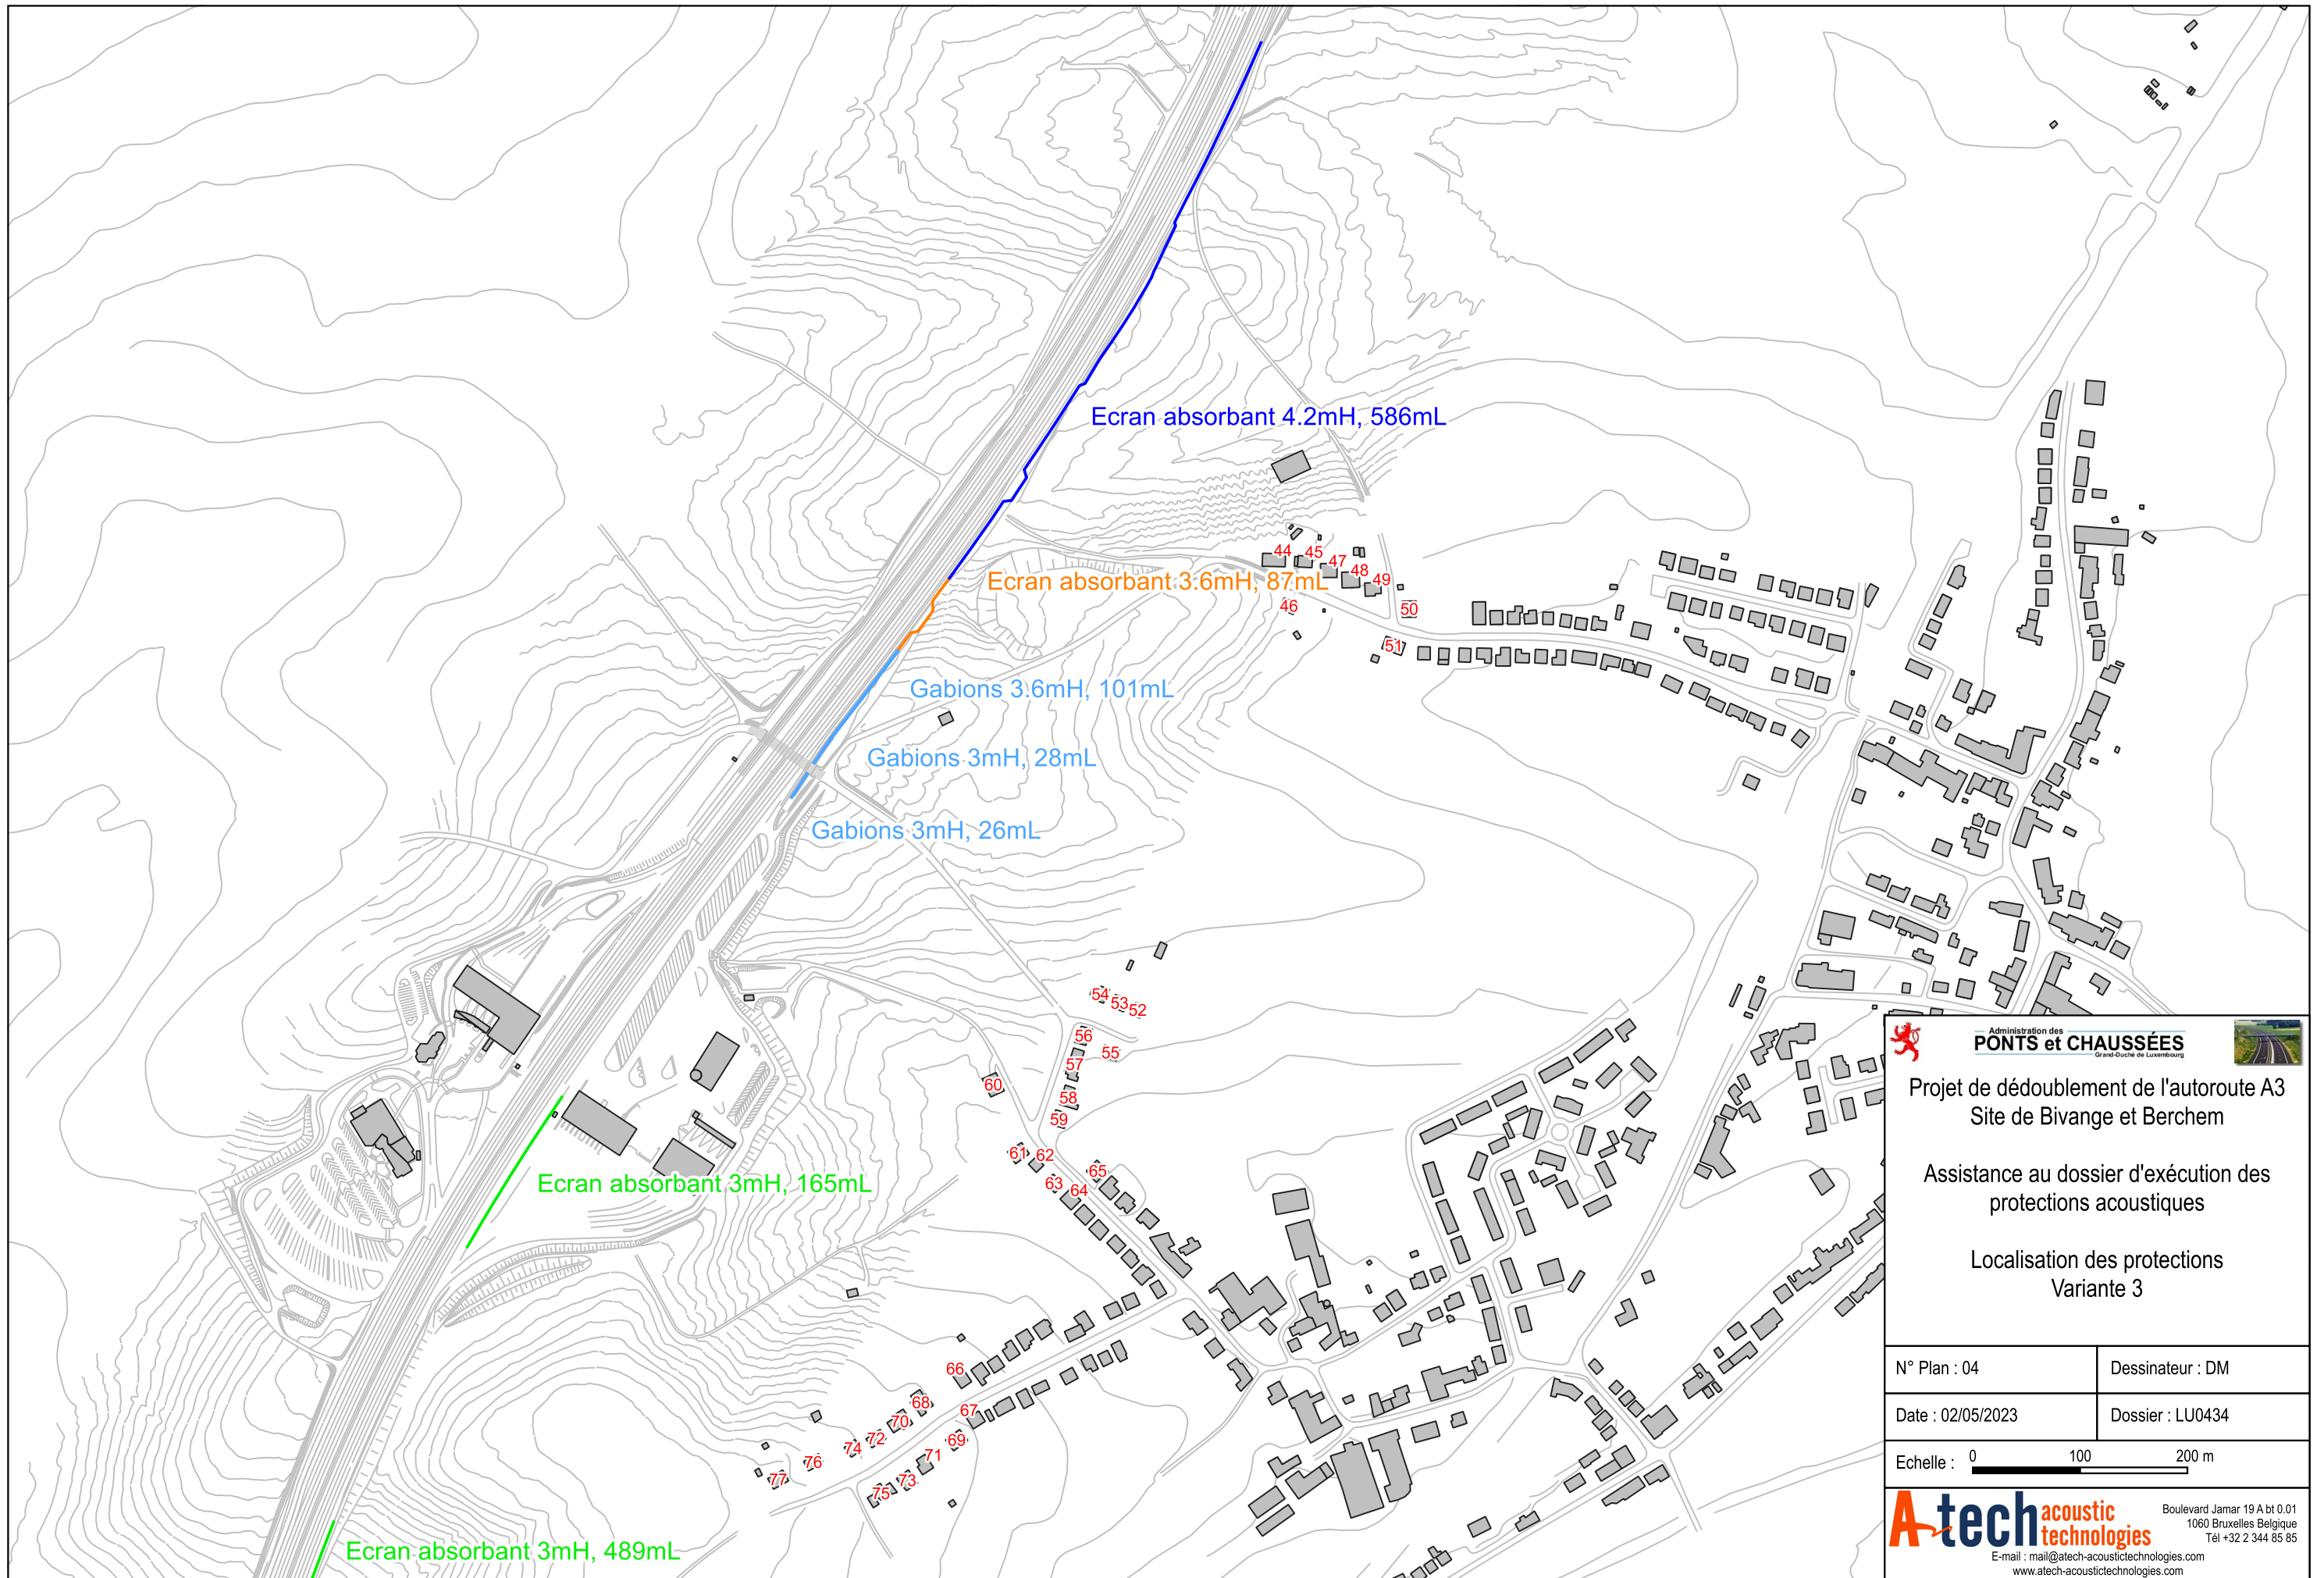 Ecran absorbant 4.2mH, 586mL
44
45
47
48
49
Ecran absorbant 3.6mH, 87mL
46
50
51
Gabions 3.6mH, 101mL
Gabions 3mH, 28mL
Gabions 3mH, 26mL
54
53
52
56
55
57
60
58
59
61
62
65
63
64
Ecran absorbant 3mH, 165mL
66
68
67
70
72
69
74
71
76
73
77
75
Ecran absorbant 3mH, 489mL
Administration des
PONTS et CHAUSSÉES
Grand-Duché de Luxembourg
Projet de dédoublement de l'autoroute A3
Site de Bivange et Berchem
Assistance au dossier d'exécution des
protections acoustiques
Localisation des protections
Variante 3
N° Plan : 04
Dessinateur : DM
Date : 02/05/2023
Dossier : LU0434
Echelle :
0 100 200 m
A-tech acoustic
technologies
Boulevard Jamar 19 A bt 0.01
1060 Bruxelles Belgique
Tél +32 2 344 85 85
E-mail : mail@atech-acoustictechnologies.com
www.atech-acoustictechnologies.com